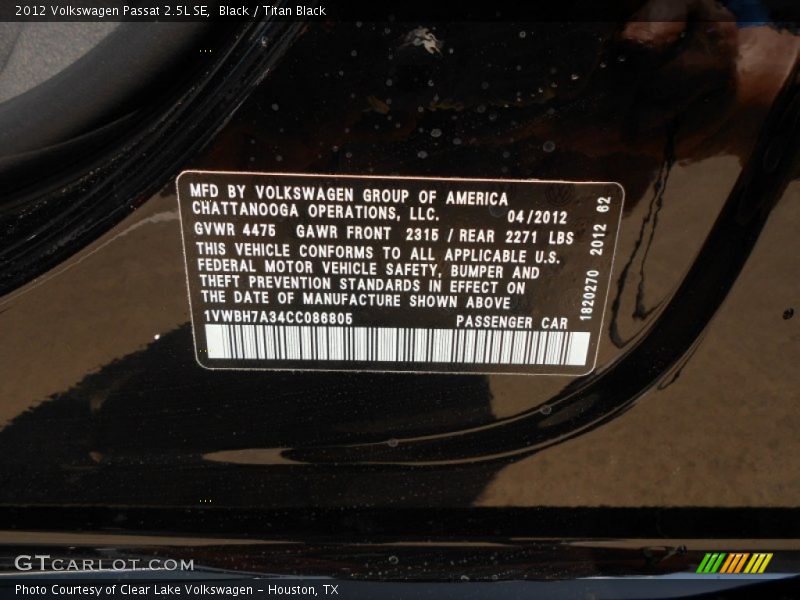 2012 Volkswagen Passat 2.5L SE, Black / Titan Black
MFD BY VOLKSWAGEN GROUP OF AMERICA
CHATTANOOGA OPERATIONS, LLC. 04/2012
GVWR 4475 GAWR FRONT 2315 / REAR 2271 LBS
THIS VEHICLE CONFORMS TO ALL APPLICABLE U.S.
FEDERAL MOTOR VEHICLE SAFETY, BUMPER AND
THEFT PREVENTION STANDARDS IN EFFECT ON
THE DATE OF MANUFACTURE SHOWN ABOVE
1VWBH7A34CC086805 PASSENGER CAR
1820270 2012 62
GTCARLOT.COM
Photo Courtesy of Clear Lake Volkswagen - Houston, TX